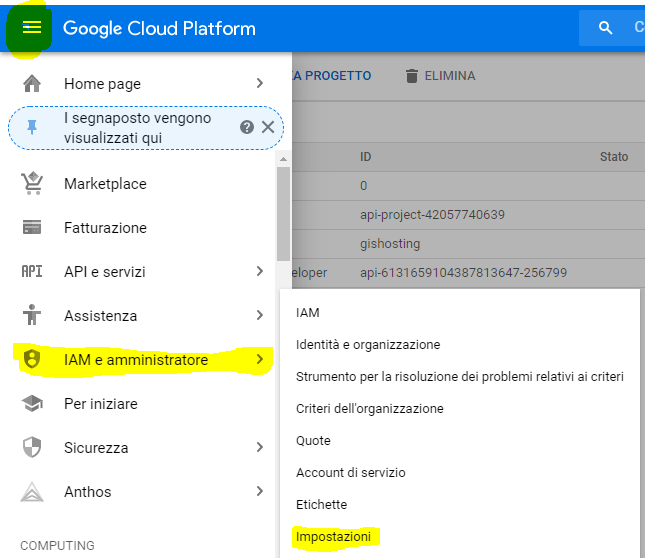 Google Cloud Platform
Home page
I segnaposto vengono
visualizzati qui
Marketplace
Fatturazione
API API e servizi
Assistenza
IAM e amministratore
Per iniziare
Sicurezza
Anthos
COMPUTING
PROGETTO
ELIMINA
ID
Stato
0
api-project-42057740639
gishosting
eloper
api-6131659104387813647-256799
IAM
Identità e organizzazione
Strumento per la risoluzione dei problemi relativi ai criteri
Criteri dell'organizzazione
Quote
Account di servizio
Etichette
Impostazioni